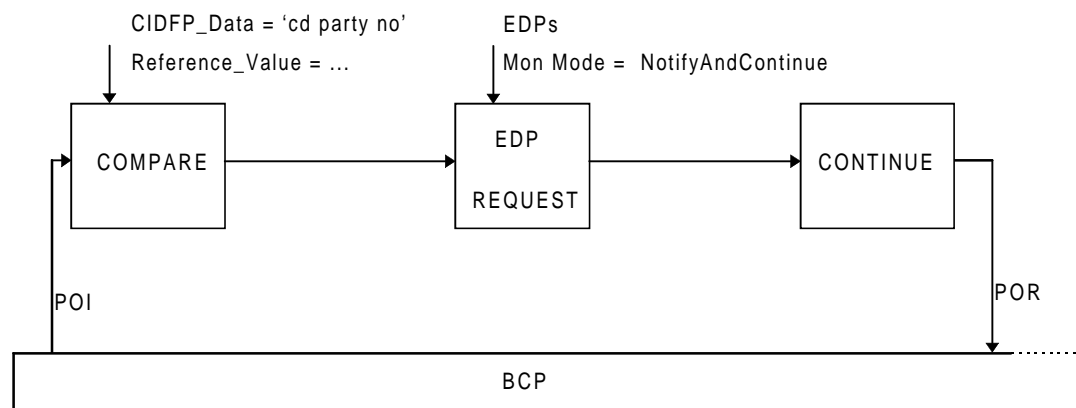 CIDFP_Data = ‘cd party no’
EDPs
Reference_Value = ...
Mon Mode = NotifyAndContinue
COMPARE
EDP
REQUEST
CONTINUE
POI
POR
BCP